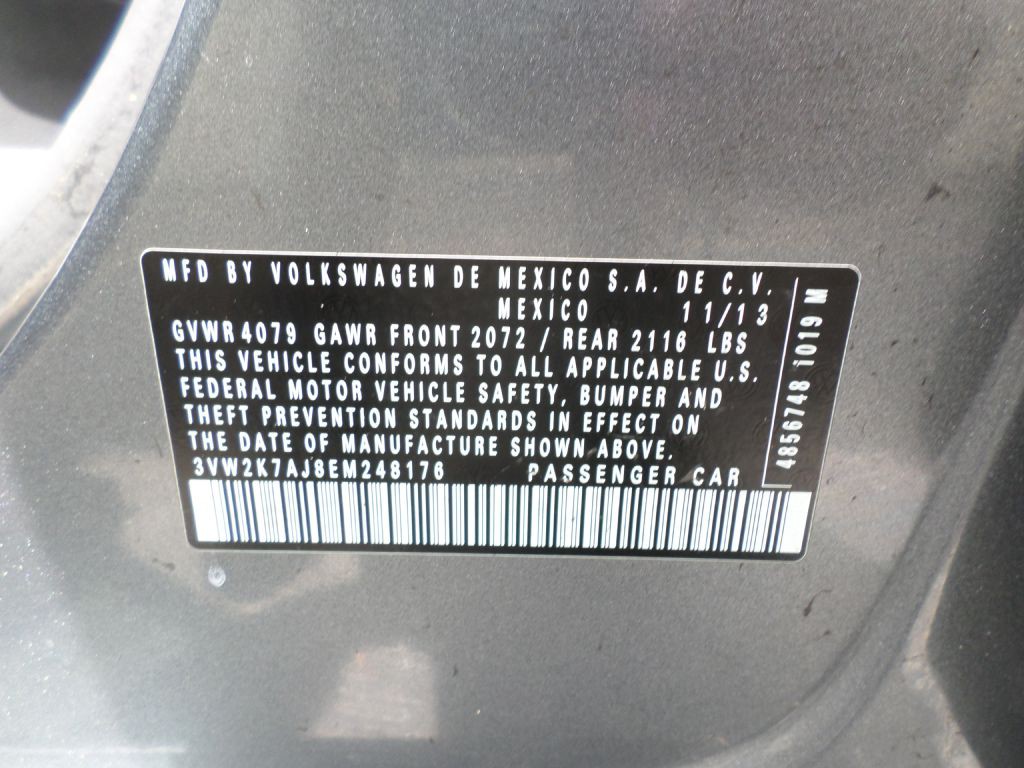 MFD BY VOLKSWAGEN DE MEXICO S.A. DE C.V.
MEXICO 11/13
GVWR 4079 GAWR FRONT 2072 / REAR 2116 LBS
THIS VEHICLE CONFORMS TO ALL APPLICABLE U.S.
FEDERAL MOTOR VEHICLE SAFETY, BUMPER AND
THEFT PREVENTION STANDARDS IN EFFECT ON
THE DATE OF MANUFACTURE SHOWN ABOVE.
3VW2K7AJ8EM248176 PASSENGER CAR
4856748 1019 M